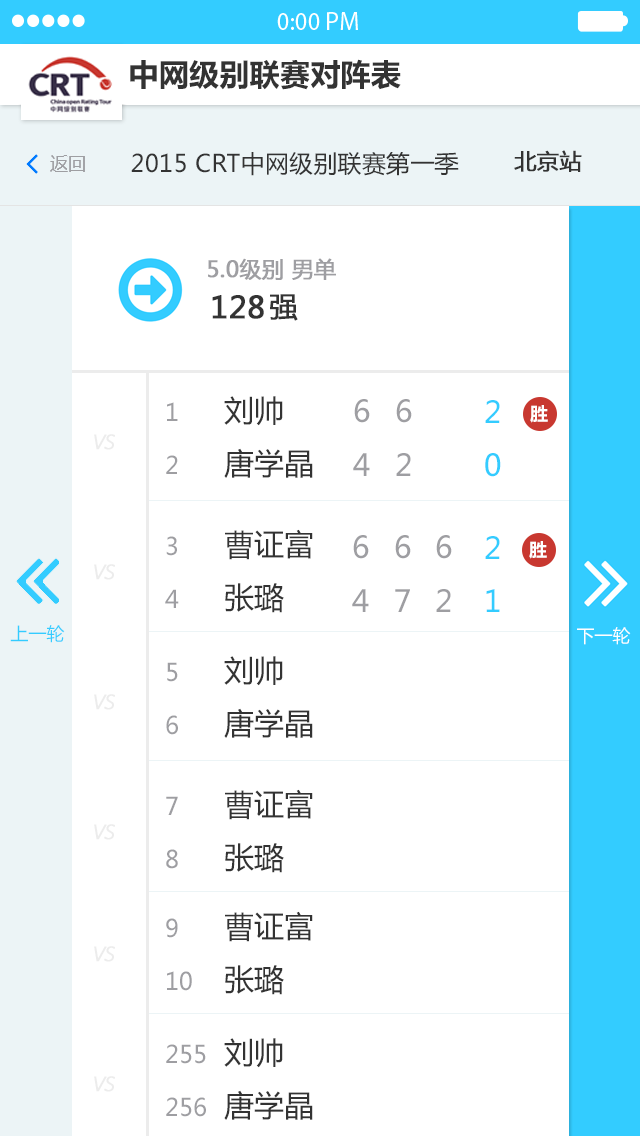 0:00 PM
CRT
China open Rating Tour
中网级别联赛
中网级别联赛对阵表
返回 2015 CRT中网级别联赛第一季 北京站
5.0级别 男单
128强
1 刘帅 6 6 2 胜
VS
2 唐学晶 4 2 0
3 曹证富 6 6 6 2 胜
VS
4 张璐 4 7 2 1
上一轮
下一轮
5 刘帅
VS
6 唐学晶
7 曹证富
VS
8 张璐
9 曹证富
VS
10 张璐
255 刘帅
VS
256 唐学晶